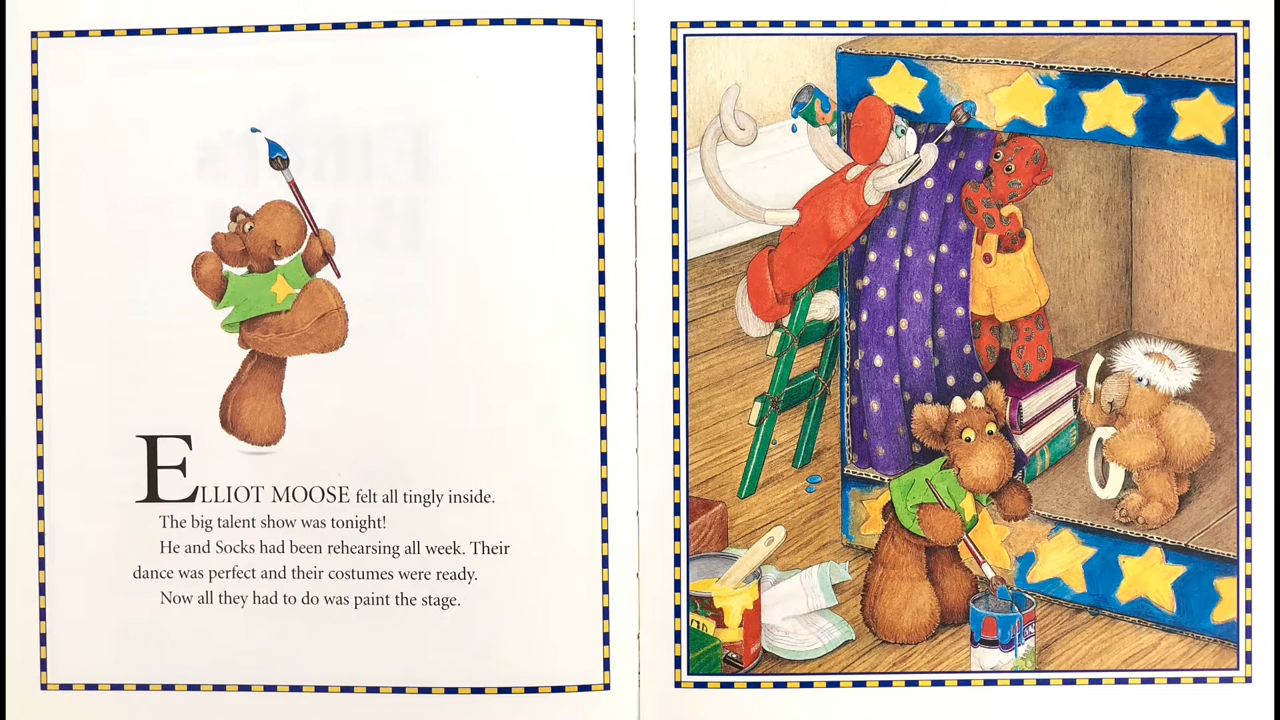 ELLIOT MOOSE felt all tingly inside.
The big talent show was tonight!
He and Socks had been rehearsing all week. Their
dance was perfect and their costumes were ready.
Now all they had to do was paint the stage.